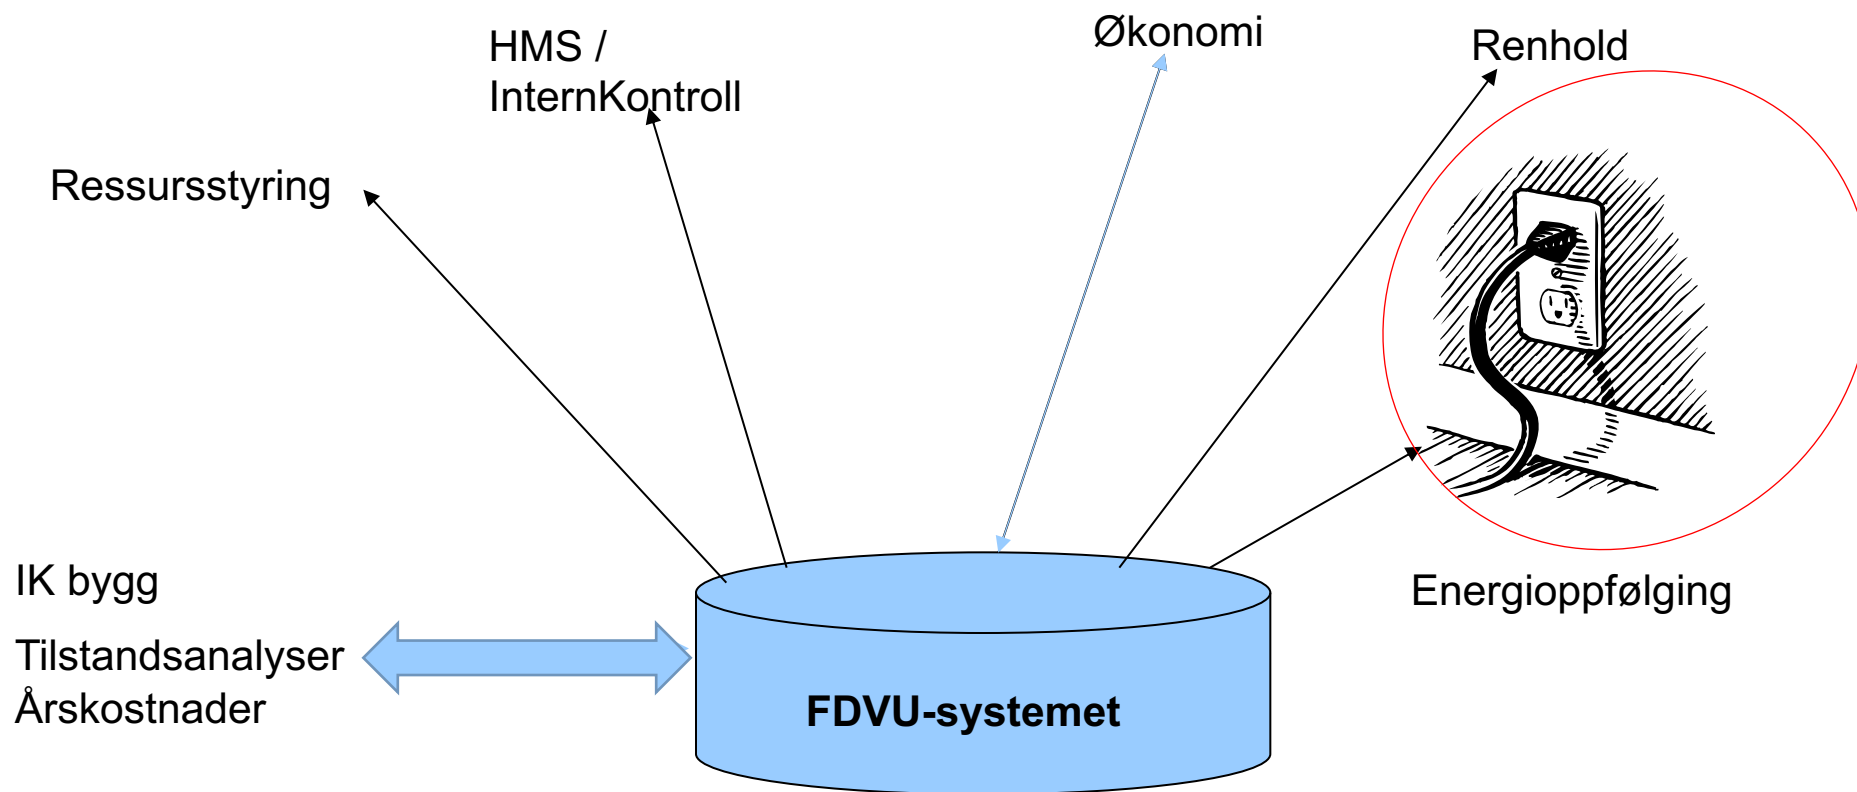 Økonomi
HMS /
InternKontroll
Renhold
Ressursstyring
IK bygg
Tilstandsanalyser
Årskostnader
Energioppfølging
FDVU-systemet